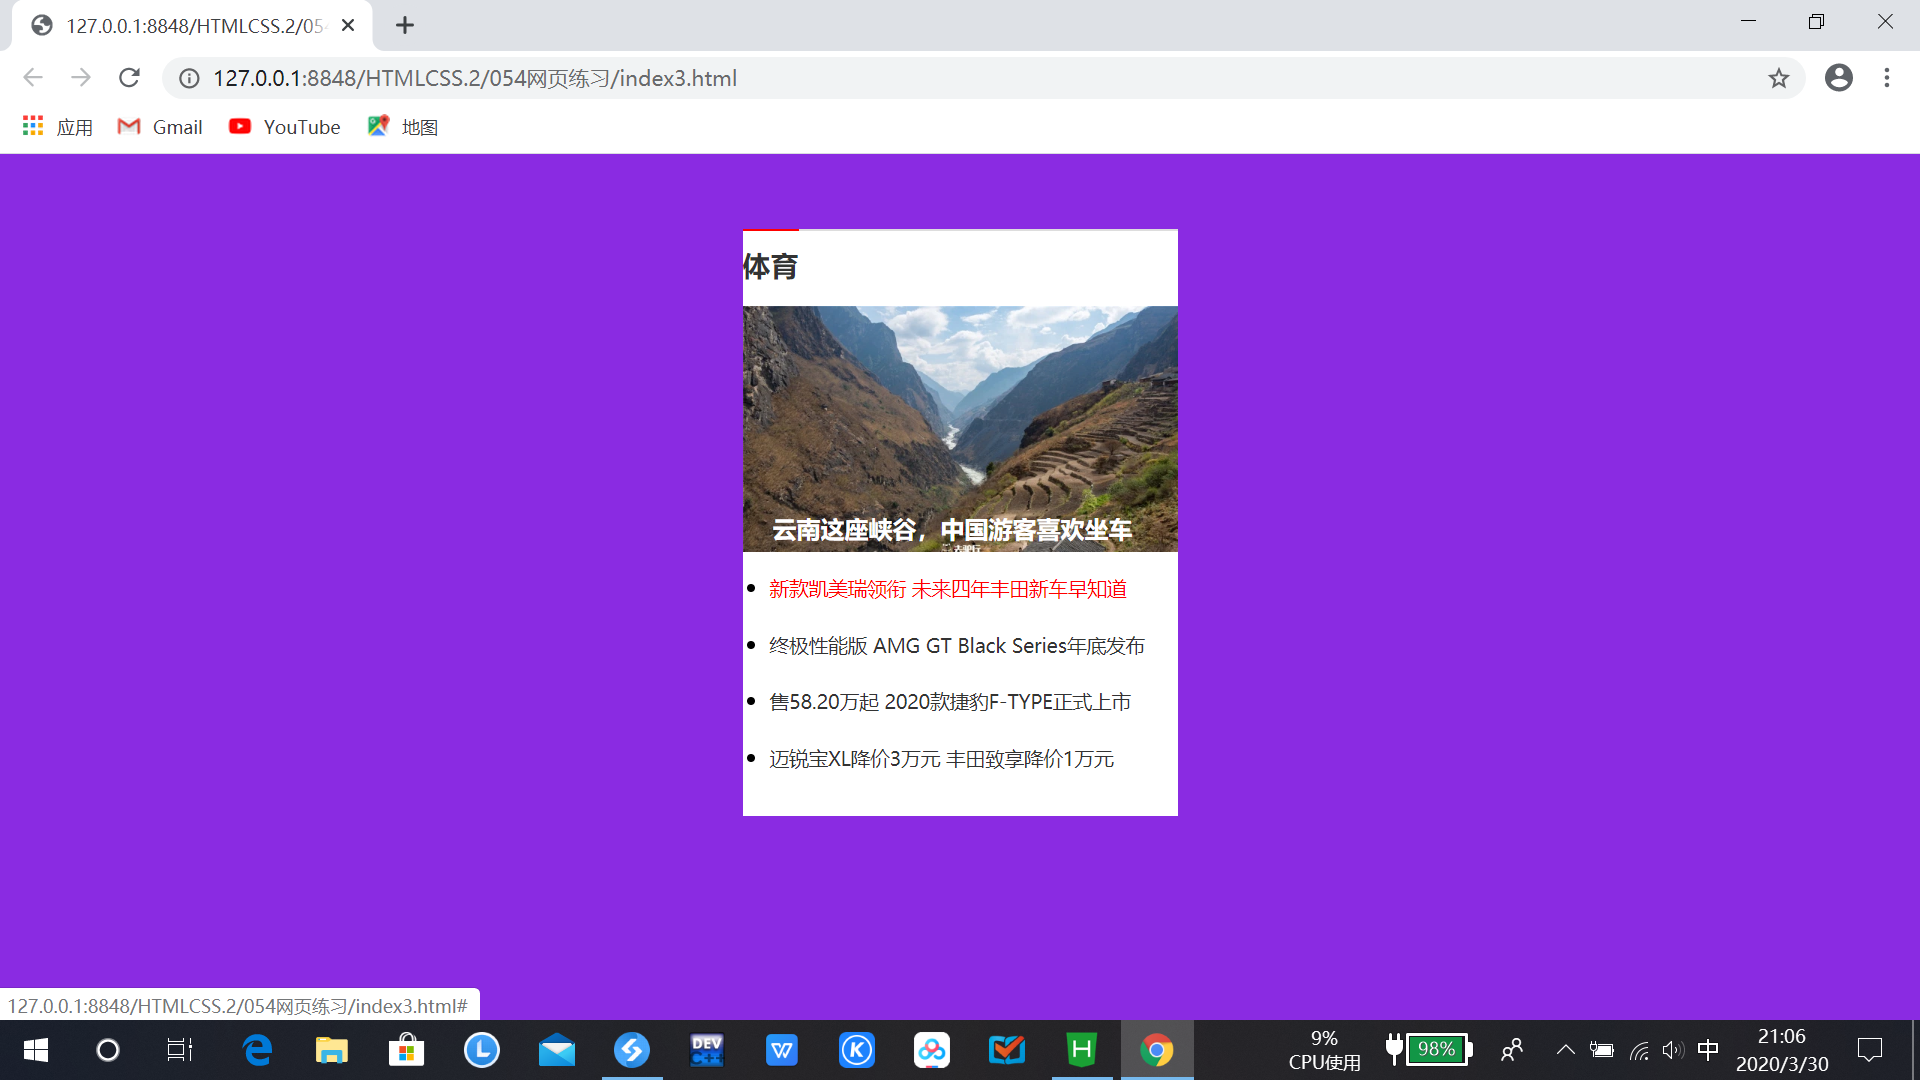 127.0.0.1:8848/HTMLCSS.2/05
127.0.0.1:8848/HTMLCSS.2/054网页练习/index3.html
应用 Gmail YouTube 地图
体育
云南这座峡谷，中国游客喜欢坐车
新款凯美瑞领衔 未来四年丰田新车早知道
终极性能版 AMG GT Black Series年底发布
售58.20万起 2020款捷豹F-TYPE正式上市
迈锐宝XL降价3万元 丰田致享降价1万元
127.0.0.1:8848/HTMLCSS.2/054网页练习/index3.html#
DEV
C++
9%
CPU使用
98%
中
21:06
2020/3/30